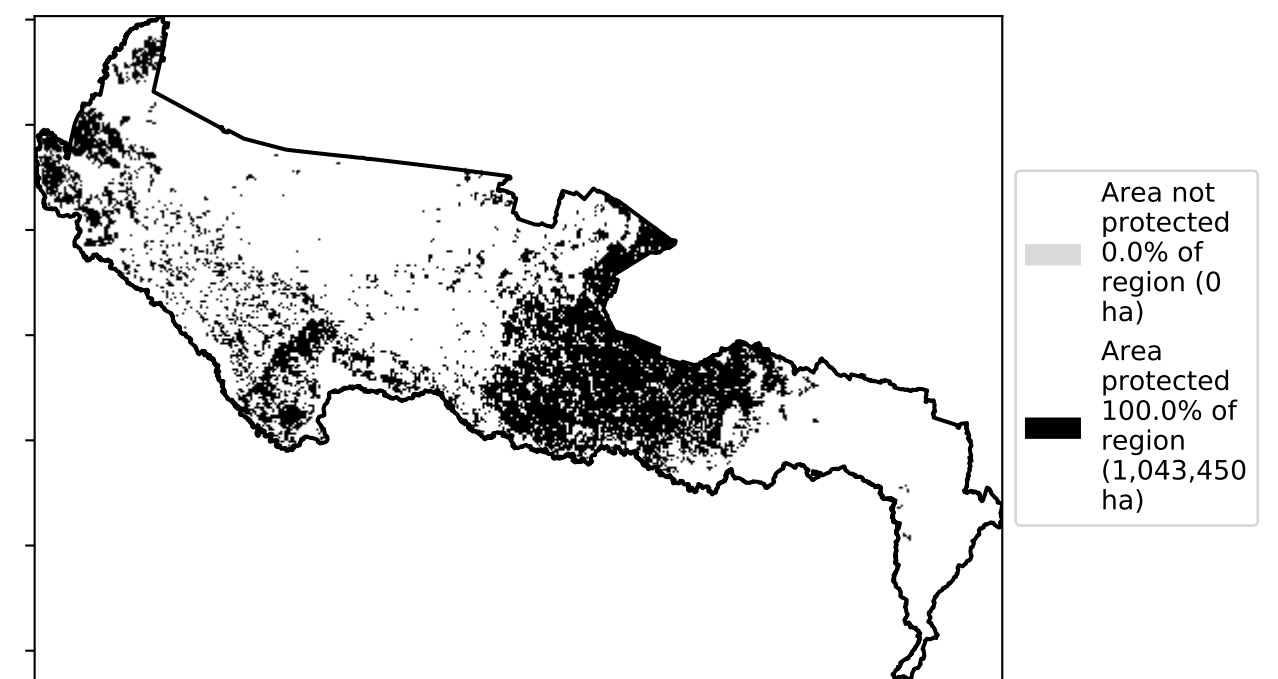 Area not
protected
0.0% of
region (0
ha)
Area
protected
100.0% of
region
(1,043,450
ha)